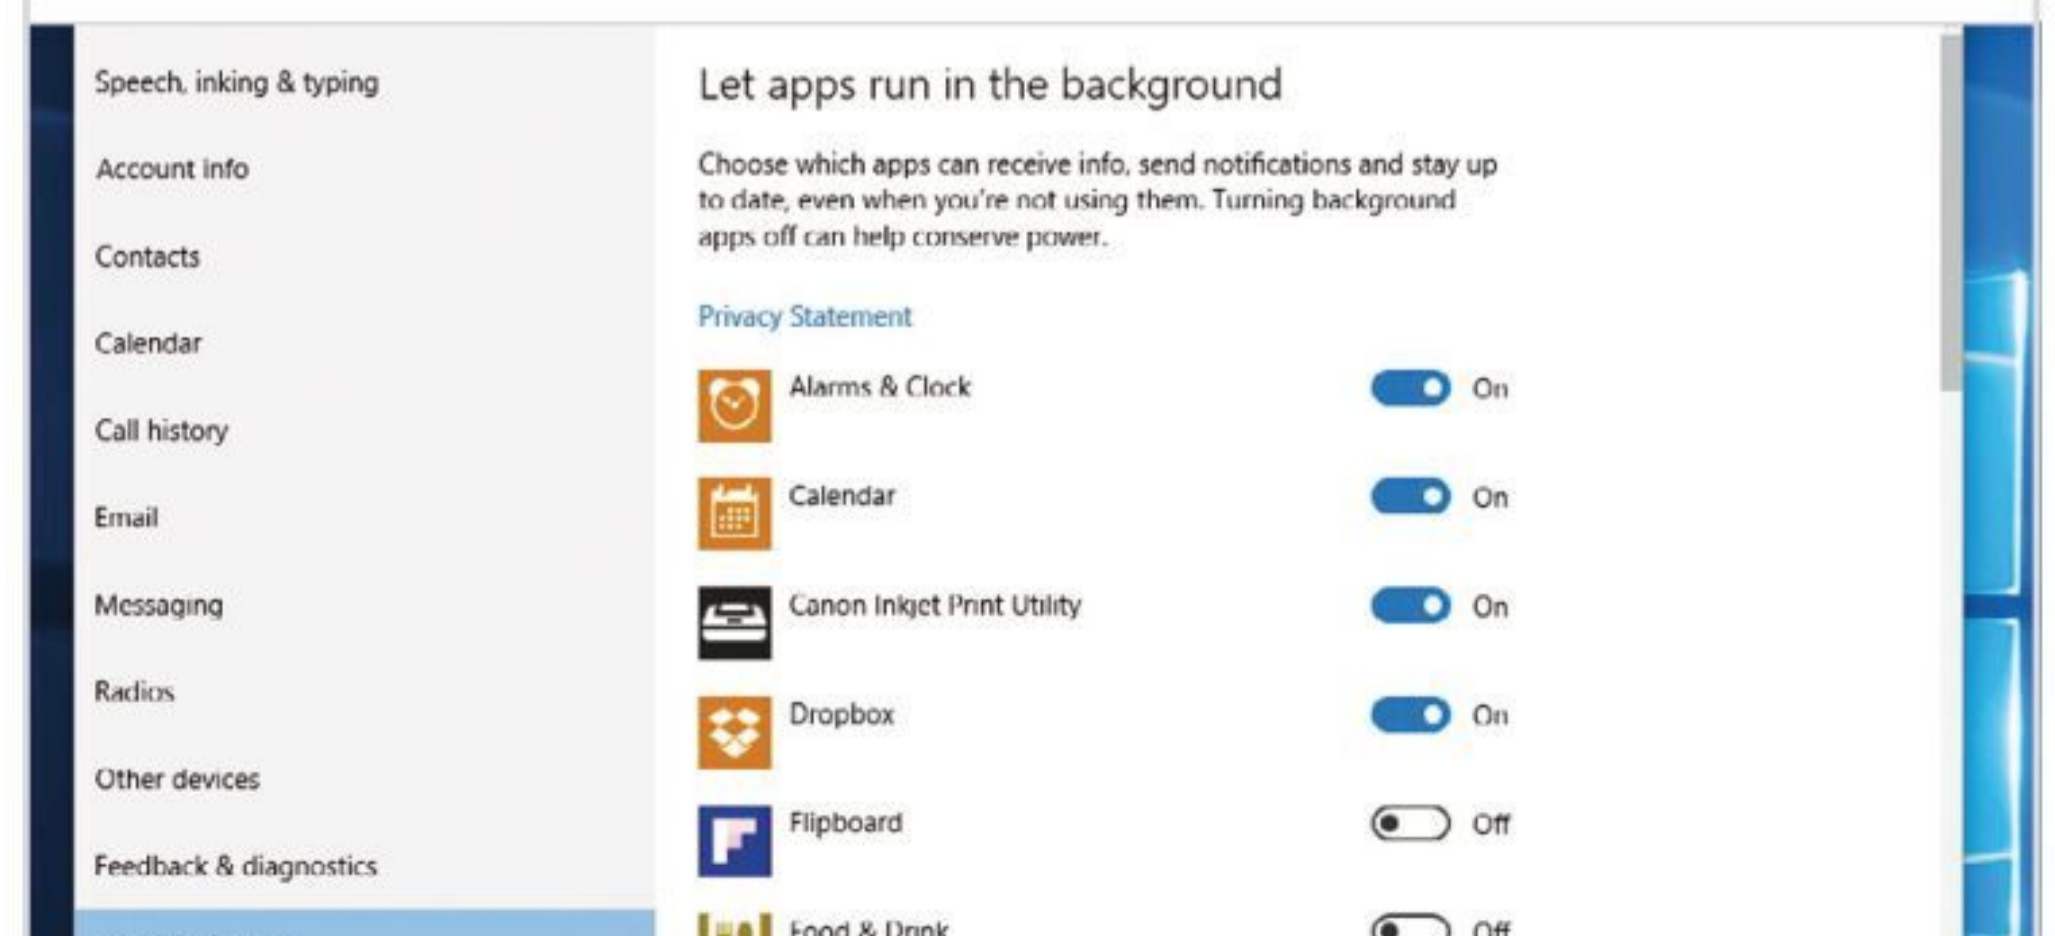 Speech, inking & typing
Account info
Contacts
Calendar
Call history
Email
Messaging
Radios
Other devices
Feedback & diagnostics
Let apps run in the background
Choose which apps can receive info, send notifications and stay up
to date, even when you're not using them. Turning background
apps off can help conserve power.
Privacy Statement
Alarms & Clock On
Calendar On
Canon Inkjet Print Utility On
Dropbox On
Flipboard Off
Food & Drink Off